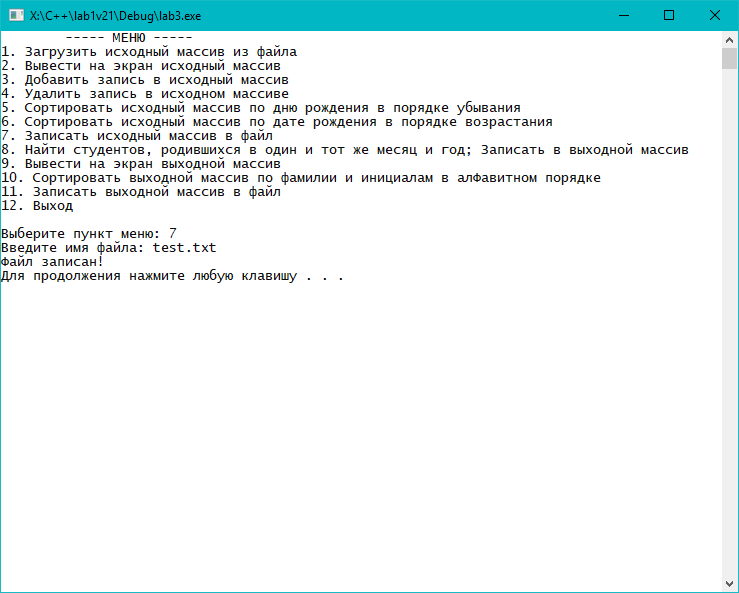 X:\C++\lab1v21\Debug\lab3.exe
----- МЕНЮ -----
1. Загрузить исходный массив из файла
2. Вывести на экран исходный массив
3. Добавить запись в исходный массив
4. Удалить запись в исходном массиве
5. Сортировать исходный массив по дню рождения в порядке убывания
6. Сортировать исходный массив по дате рождения в порядке возрастания
7. Записать исходный массив в файл
8. Найти студентов, родившихся в один и тот же месяц и год; Записать в выходной массив
9. Вывести на экран выходной массив
10. Сортировать выходной массив по фамилии и инициалам в алфавитном порядке
11. Записать выходной массив в файл
12. Выход
Выберите пункт меню: 7
Введите имя файла: test.txt
Файл записан!
Для продолжения нажмите любую клавишу . . .